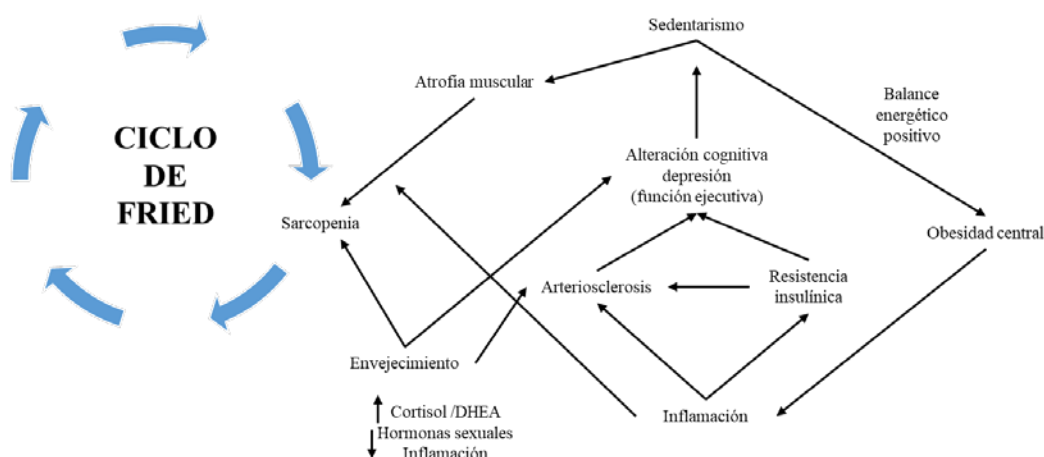 CICLO
DE
FRIED
Sedentarismo
Atrofia muscular
Balance
energético
positivo
Alteración cognitiva
depresión
(función ejecutiva)
Sarcopenia
Obesidad central
Arteriosclerosis
Resistencia
insulínica
Envejecimiento
Cortisol /DHEA
Hormonas sexuales
Inflamación
Inflamación